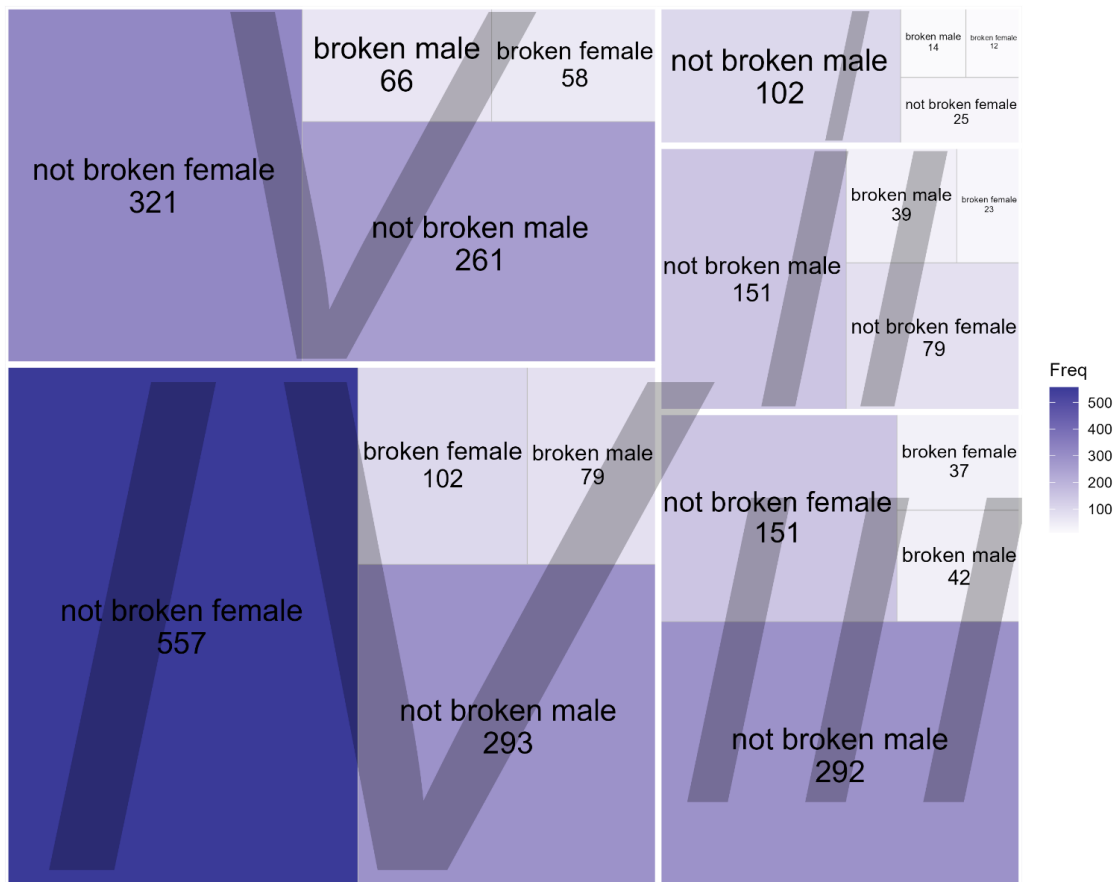 V
not broken female
321
broken male
66
broken female
58
not broken male
261
IV
not broken female
557
broken female
102
broken male
79
not broken male
293
I
not broken male
102
broken male
14
broken female
12
not broken female
25
II
not broken male
151
broken male
39
broken female
23
not broken female
79
III
not broken female
151
broken female
37
broken male
42
not broken male
292
Freq
500
400
300
200
100